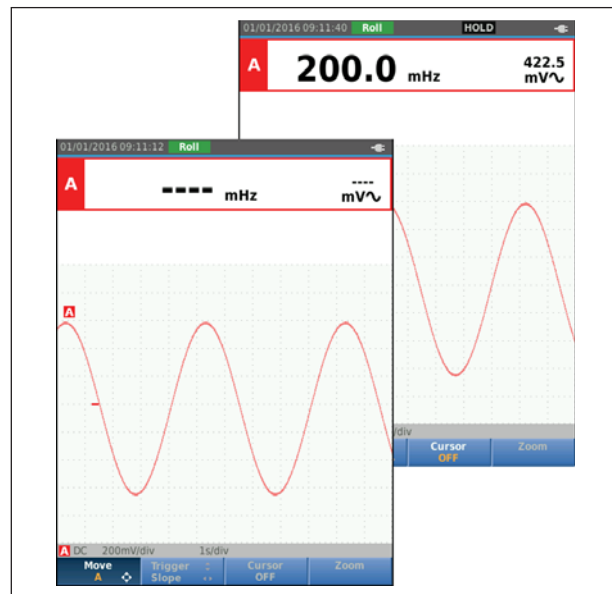 01/01/2016 09:11:40 Roll HOLD
A 200.0 mHz 422.5 mV∿
/div
Cursor OFF Zoom
01/01/2016 09:11:12 Roll
A ---- mHz ---- mV∿
A
A DC 200mV/div 1s/div
Move Trigger Cursor Zoom
A Slope OFF